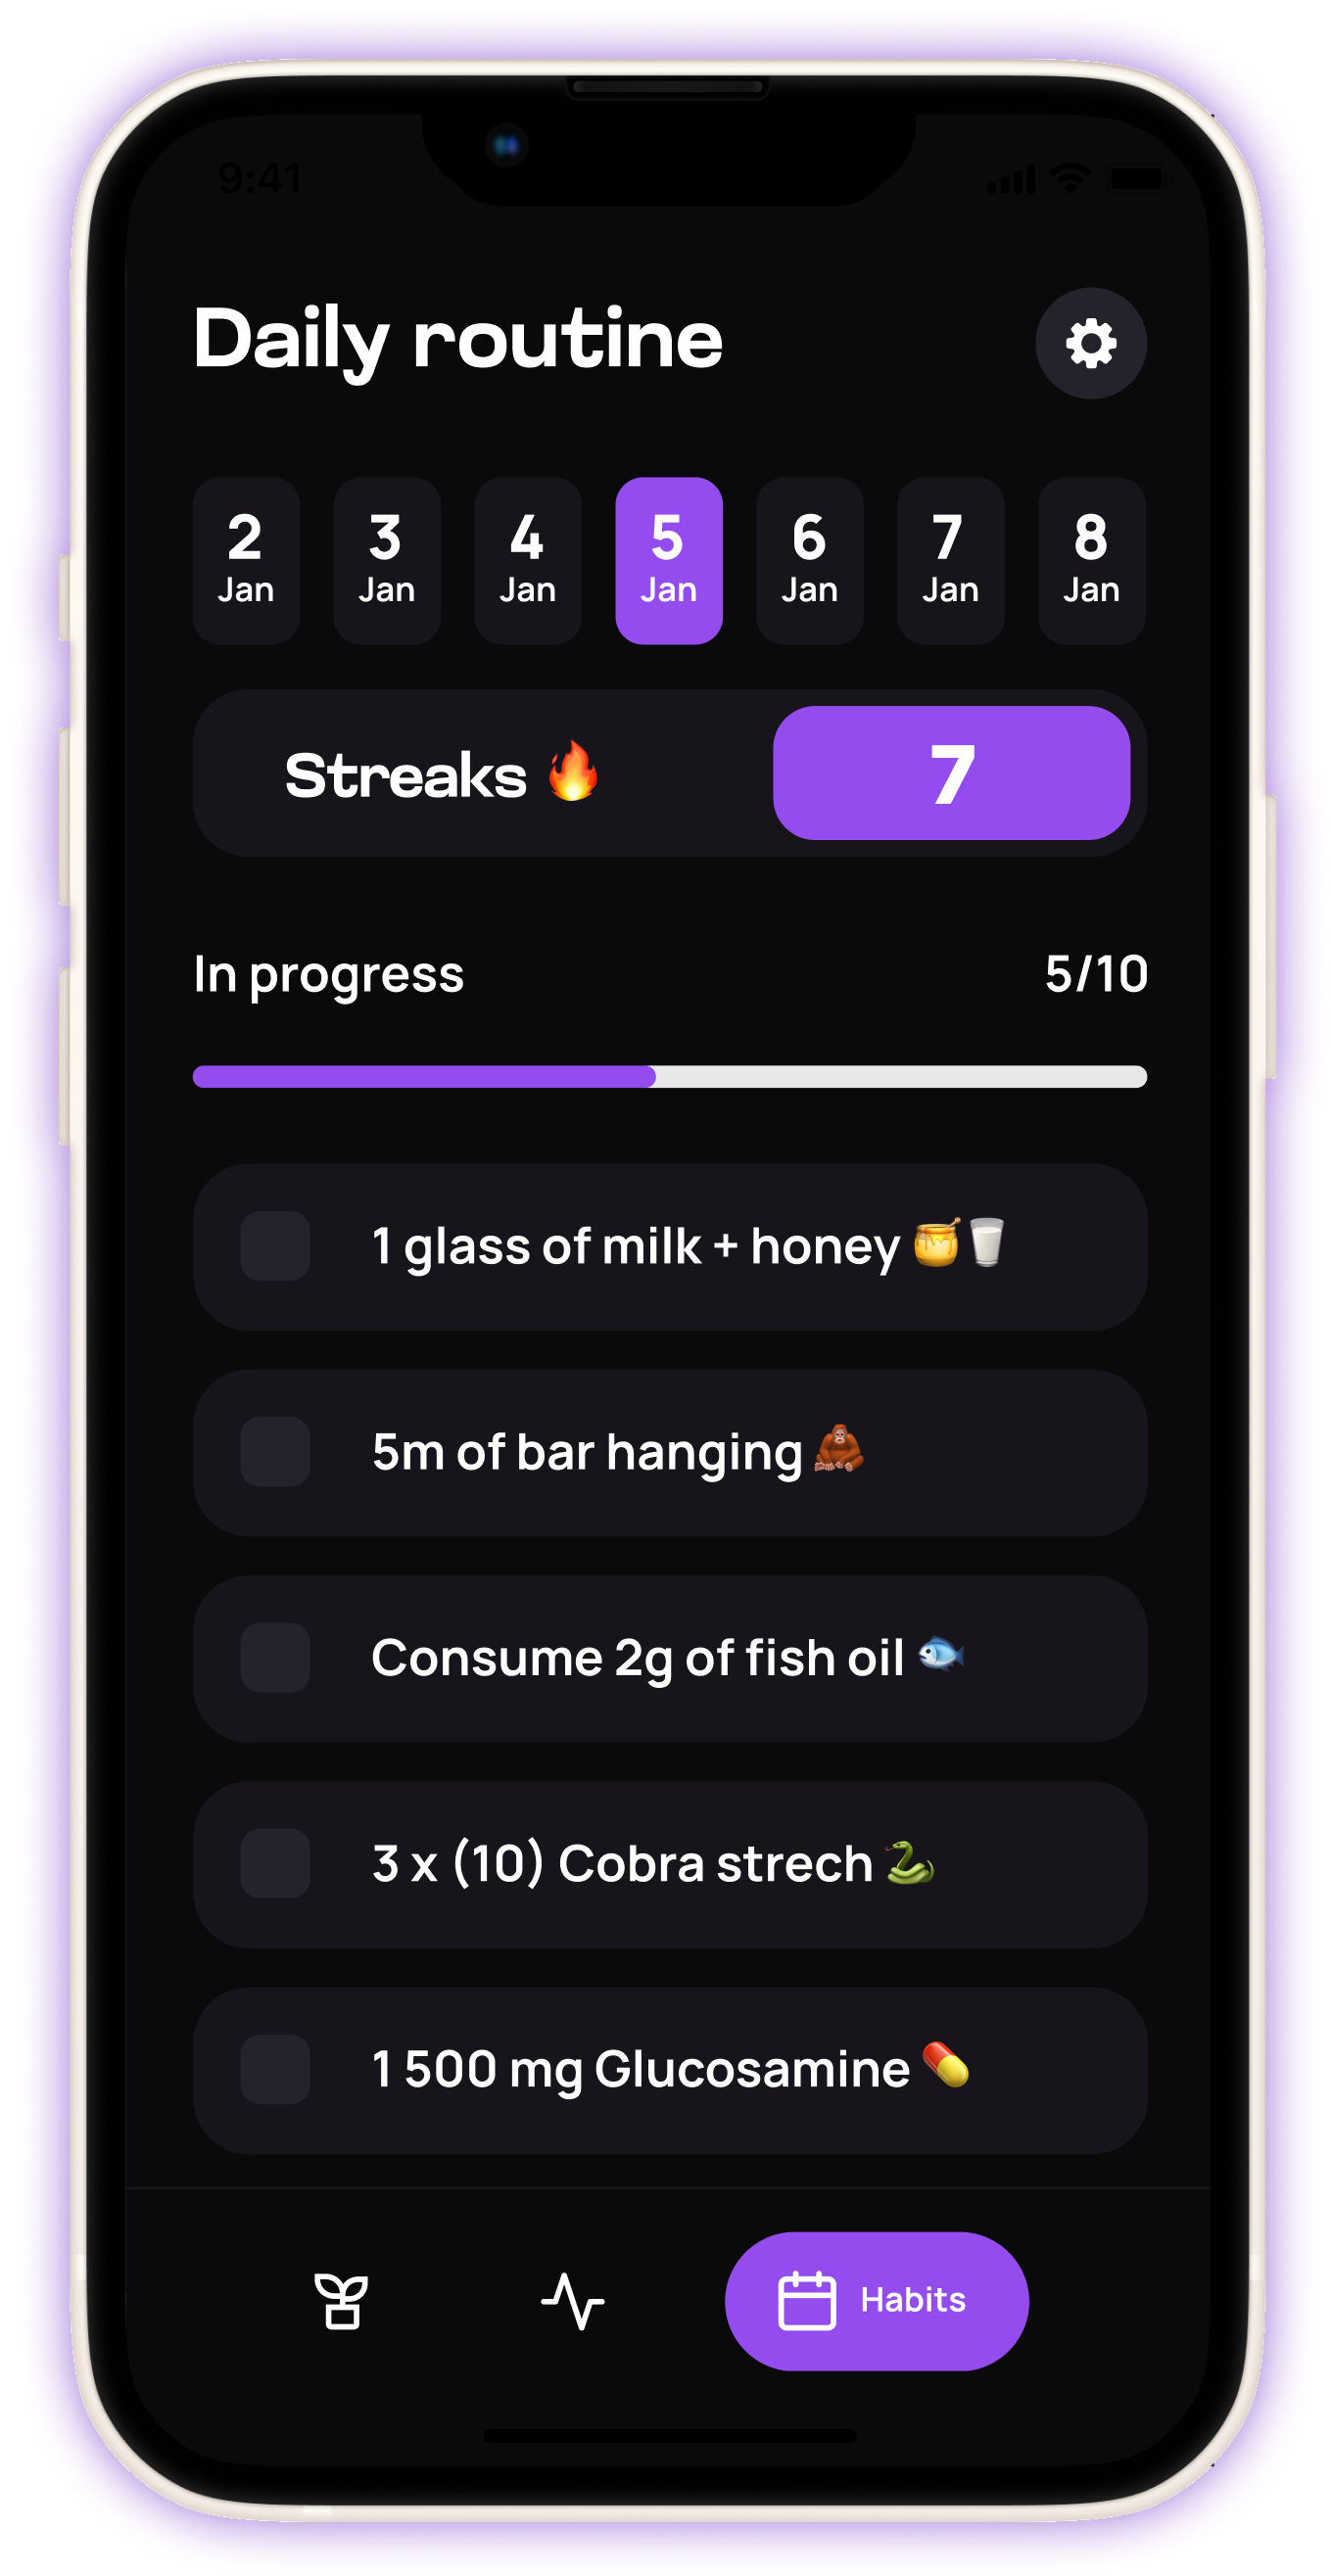 9:41
Daily routine
2 3 4 5 6 7 8
Jan Jan Jan Jan Jan Jan Jan
Streaks 🔥 7
In progress 5/10
1 glass of milk + honey 🍯🥛
5m of bar hanging 🦧
Consume 2g of fish oil 🐟
3 x (10) Cobra strech 🐍
1 500 mg Glucosamine 💊
Habits